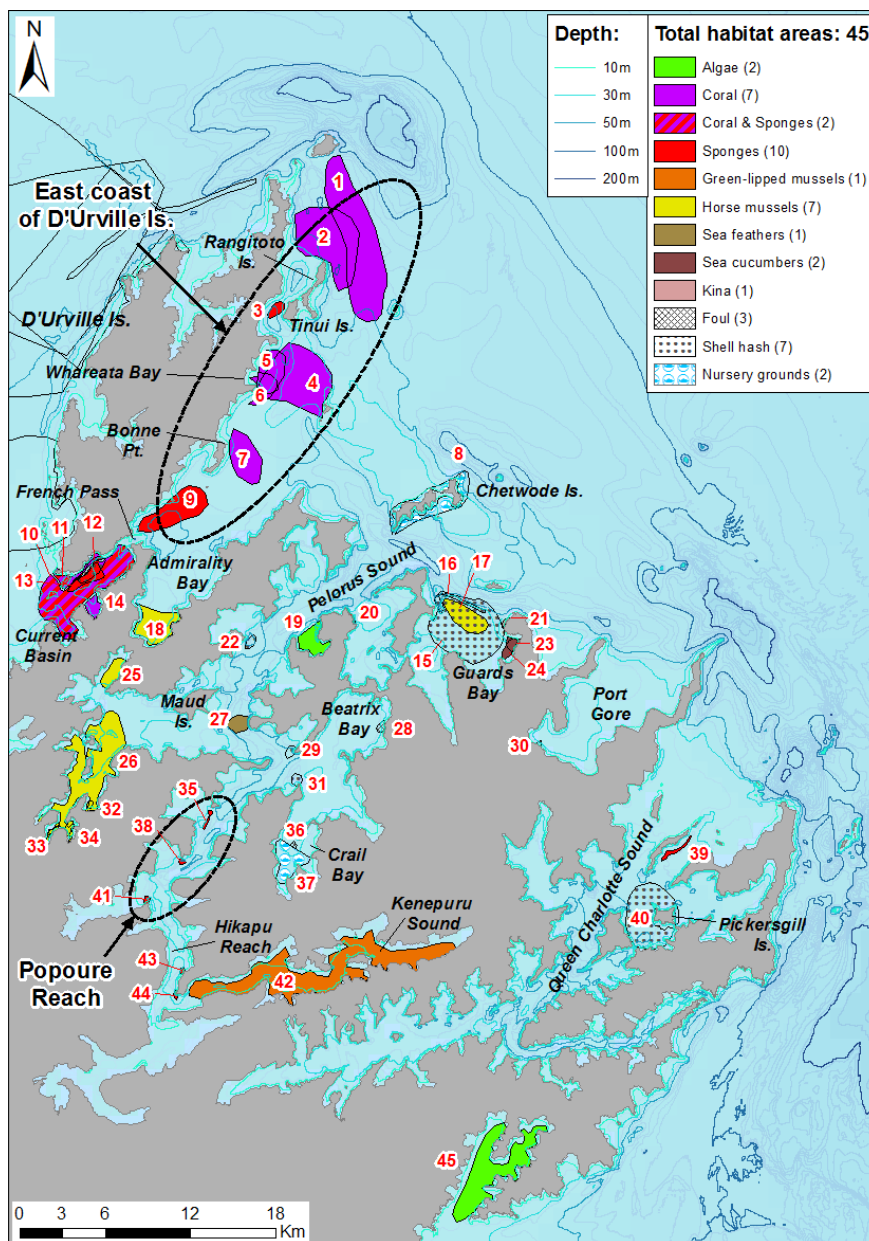 N
Depth:
10m
30m
50m
100m
200m
Total habitat areas: 45
Algae (2)
Coral (7)
Coral & Sponges (2)
Sponges (10)
Green-lipped mussels (1)
Horse mussels (7)
Sea feathers (1)
Sea cucumbers (2)
Kina (1)
Foul (3)
Shell hash (7)
Nursery grounds (2)
East coast
of D'Urville Is.
1
2
Rangitoto
Is.
3
Tinui Is.
D'Urville Is.
5
Whareata Bay
4
6
Bonne
Pt.
7
8
Chetwode Is.
French Pass
9
10
11
12
13
Admirality
Bay
14
Current
Basin
Pelorus Sound
16
17
18
19
20
21
22
23
15
24
Guards
Bay
25
Port
Gore
Maud
Is.
27
Beatrix
Bay
28
29
30
26
31
32
35
33
34
38
36
Crail
Bay
37
39
Queen Charlotte Sound
40
Pickersgill
Is.
41
Kenepuru
Sound
Hikapu
Reach
Popoure
Reach
43
42
44
45
0 3 6 12 18
Km